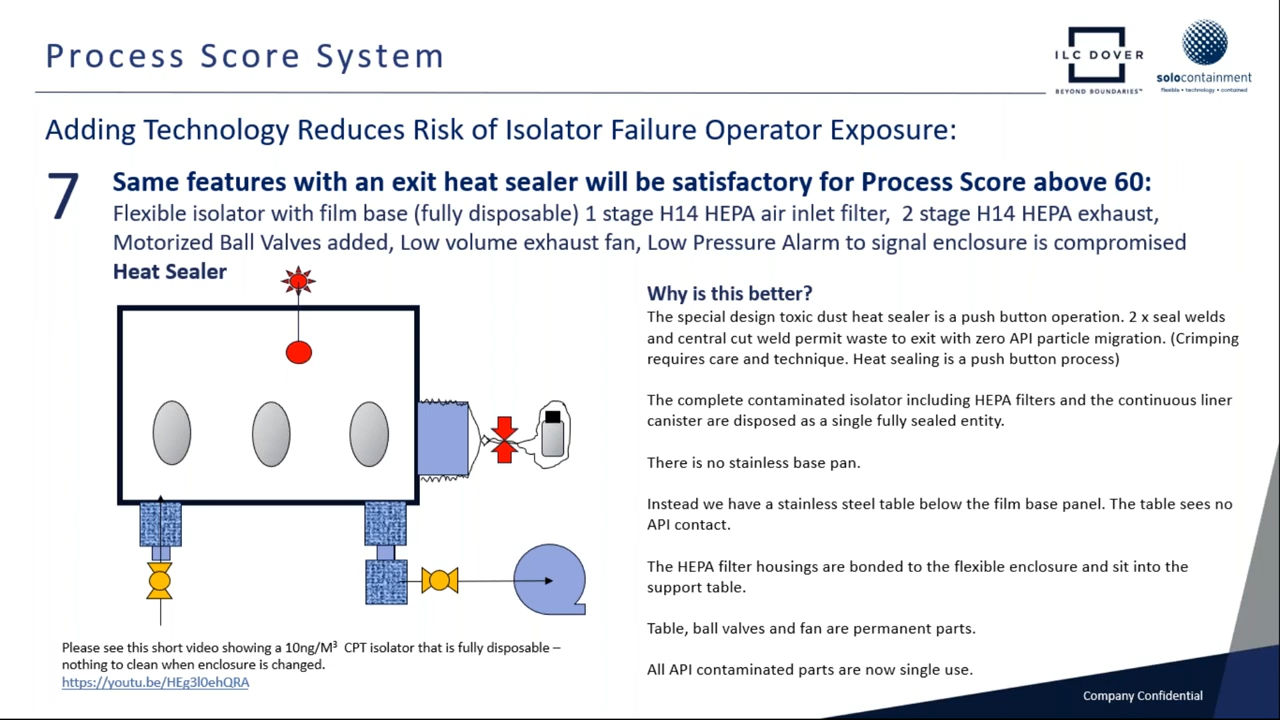 Process Score System
ILC DOVER
BEYOND BOUNDARIES™
solocontainment
flexible • technology • contained
Adding Technology Reduces Risk of Isolator Failure Operator Exposure:
7
Same features with an exit heat sealer will be satisfactory for Process Score above 60:
Flexible isolator with film base (fully disposable) 1 stage H14 HEPA air inlet filter,  2 stage H14 HEPA exhaust,
Motorized Ball Valves added, Low volume exhaust fan, Low Pressure Alarm to signal enclosure is compromised
Heat Sealer
Why is this better?
The special design toxic dust heat sealer is a push button operation. 2 x seal welds
and central cut weld permit waste to exit with zero API particle migration. (Crimping
requires care and technique. Heat sealing is a push button process)
The complete contaminated isolator including HEPA filters and the continuous liner
canister are disposed as a single fully sealed entity.
There is no stainless base pan.
Instead we have a stainless steel table below the film base panel. The table sees no
API contact.
The HEPA filter housings are bonded to the flexible enclosure and sit into the
support table.
Table, ball valves and fan are permanent parts.
All API contaminated parts are now single use.
Please see this short video showing a 10ng/M³  CPT isolator that is fully disposable –
nothing to clean when enclosure is changed.
https://youtu.be/HEg3l0ehQRA
Company Confidential